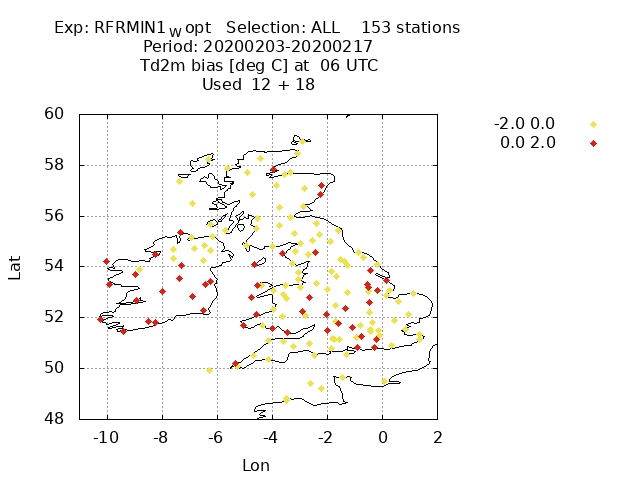 Exp: RFRMIN1_W opt Selection: ALL 153 stations
Period: 20200203-20200217
Td2m bias [deg C] at 06 UTC
Used 12 + 18
-2.0 0.0
0.0 2.0
60
58
56
54
52
50
48
Lat
-10 -8 -6 -4 -2 0 2
Lon